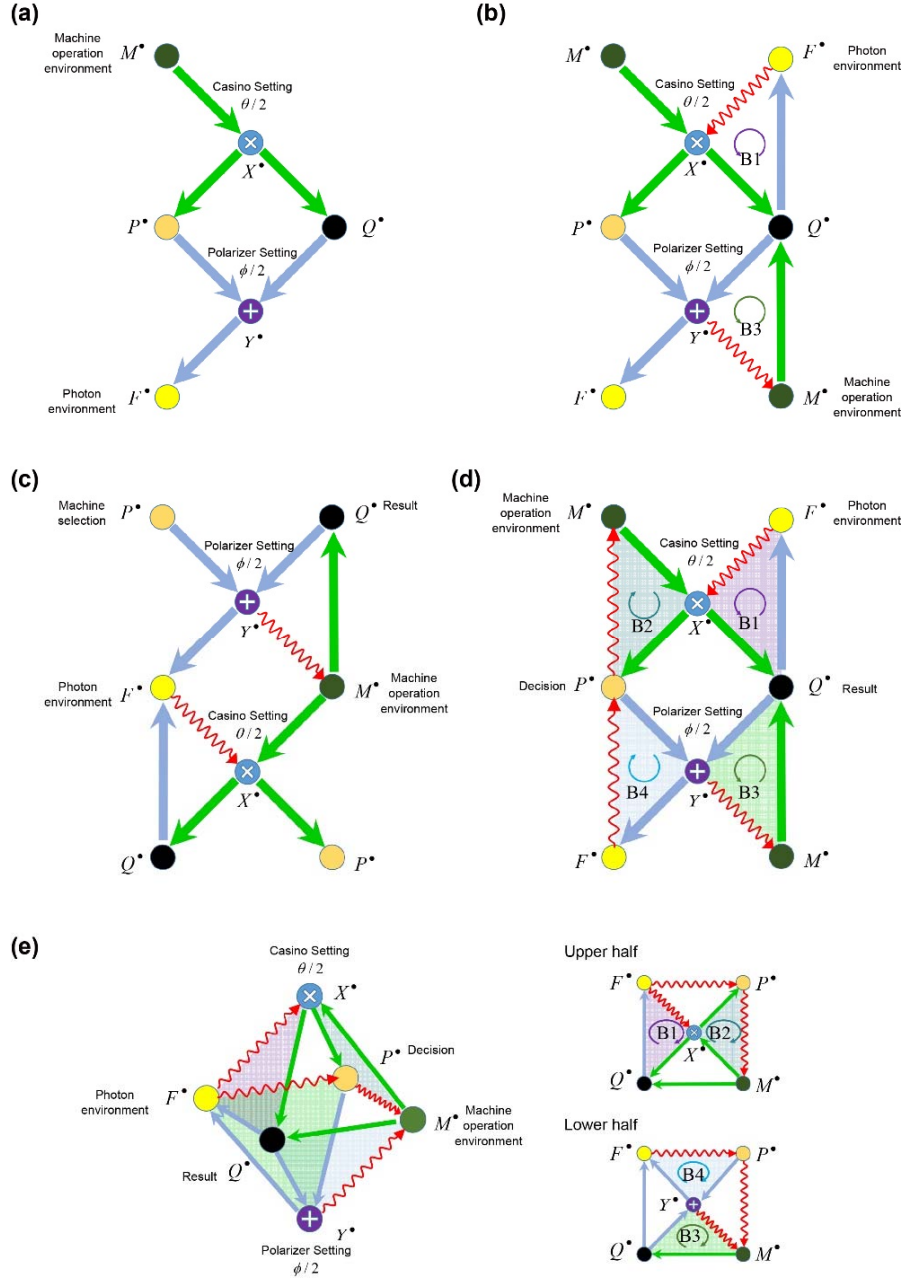 (a)
Machine
operation
environment
M•
Casino Setting
θ / 2
X•
P•
Q•
Polarizer Setting
ϕ / 2
Y•
Photon
environment
F•
(b)
M•
F•
Photon
environment
Casino Setting
θ / 2
B1
X•
P•
Q•
Polarizer Setting
ϕ / 2
B3
Y•
F•
M•
Machine
operation
environment
(c)
Machine
selection
P•
Q•
Result
Polarizer Setting
ϕ / 2
Y•
Photon
environment
F•
M•
Machine
operation
environment
Casino Setting
θ / 2
X•
Q•
P•
(d)
Machine
operation
environment
M•
F•
Photon
environment
Casino Setting
θ / 2
B2
B1
X•
Decision
P•
Q•
Result
Polarizer Setting
ϕ / 2
B4
B3
Y•
F•
M•
(e)
Casino Setting
θ / 2
X•
P•
Decision
Photon
environment
F•
M•
Machine
operation
environment
Result
Q•
Y•
Polarizer Setting
ϕ / 2
Upper half
F•
P•
B1
B2
X•
Q•
M•
Lower half
F•
P•
B4
Y•
B3
Q•
M•